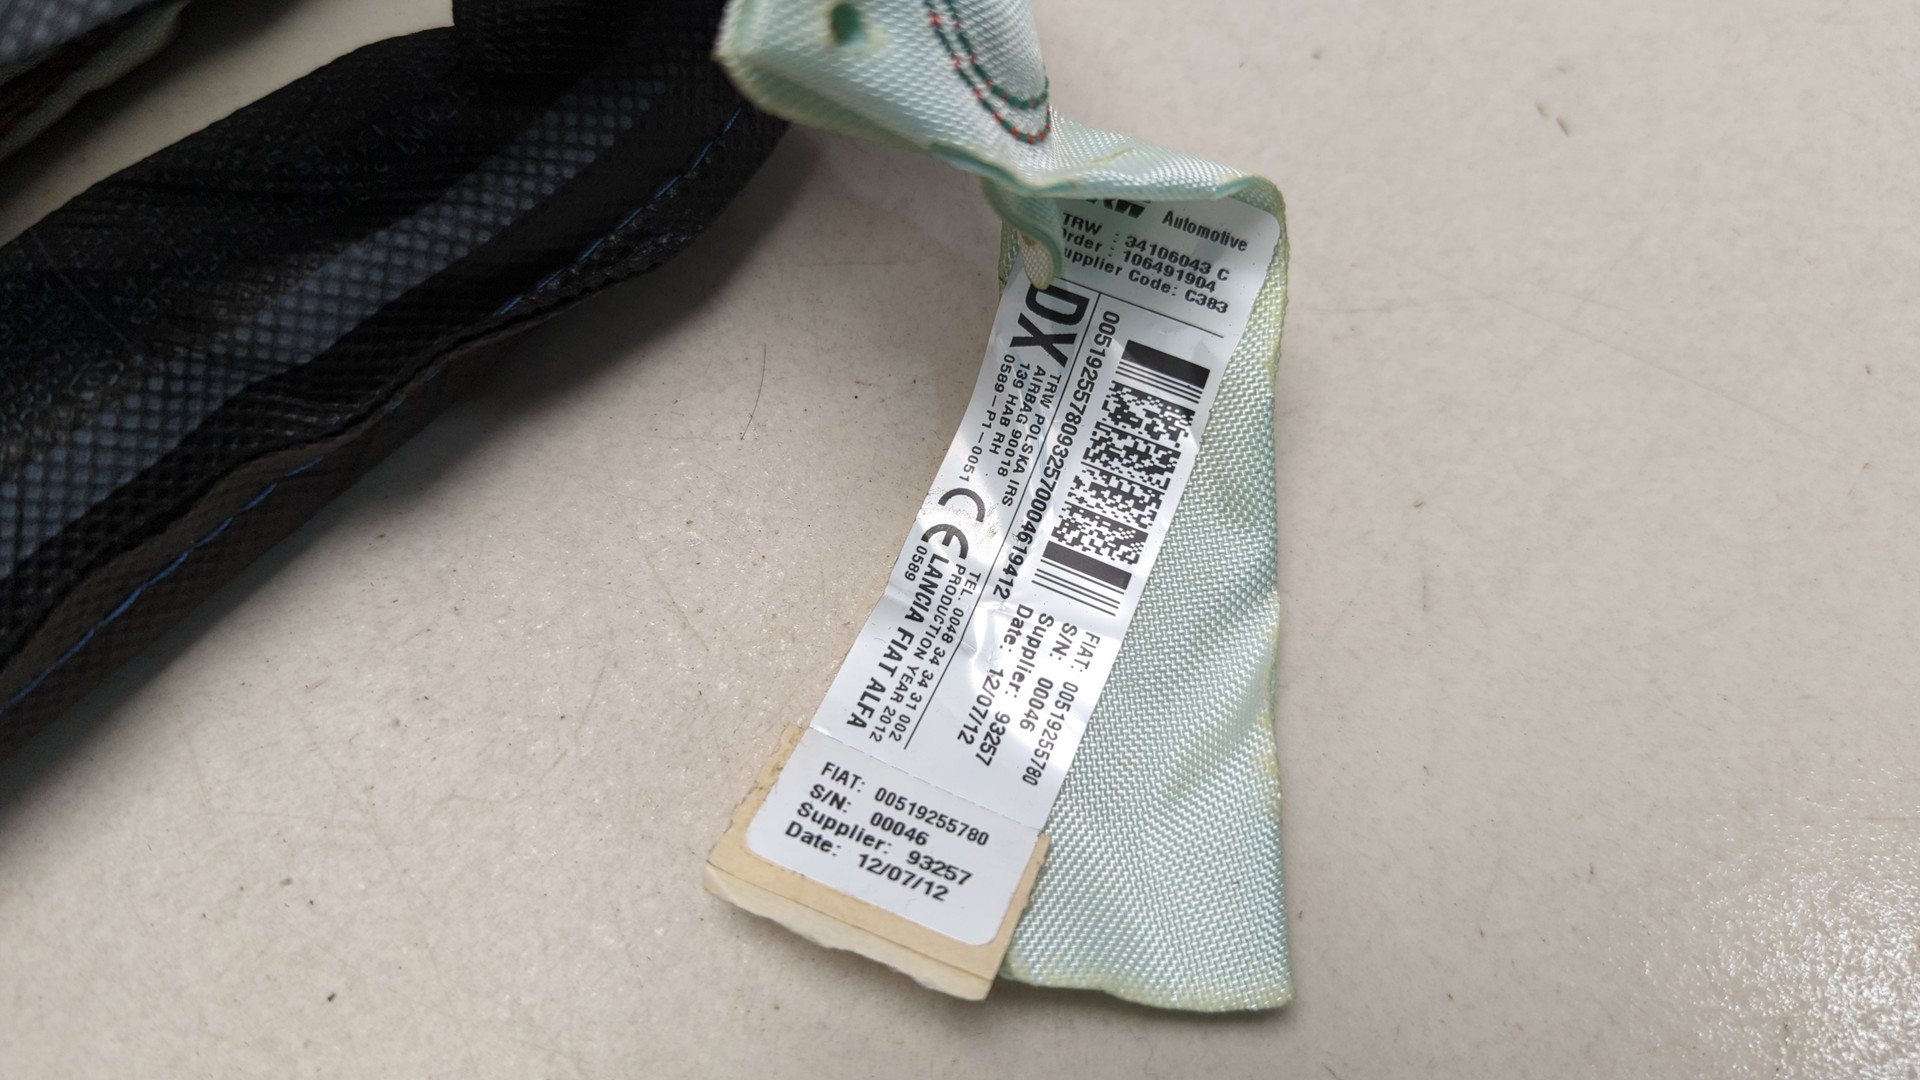 Automotive
TRW : 34106043 C
Order : 106491904
Supplier Code: C383
DX
TRW POLSKA IRS
AIRBAG 90018
139 HAB RH
0589-P1-0051
CE
0589
TEL. 0048 34 34 31 002
PRODUCTION YEAR 2012
LANCIA FIAT ALFA
FIAT: 00519255780
S/N: 00046
Supplier: 93257
Date: 12/07/12
FIAT: 00519255780
S/N: 00046
Supplier: 93257
Date: 12/07/12